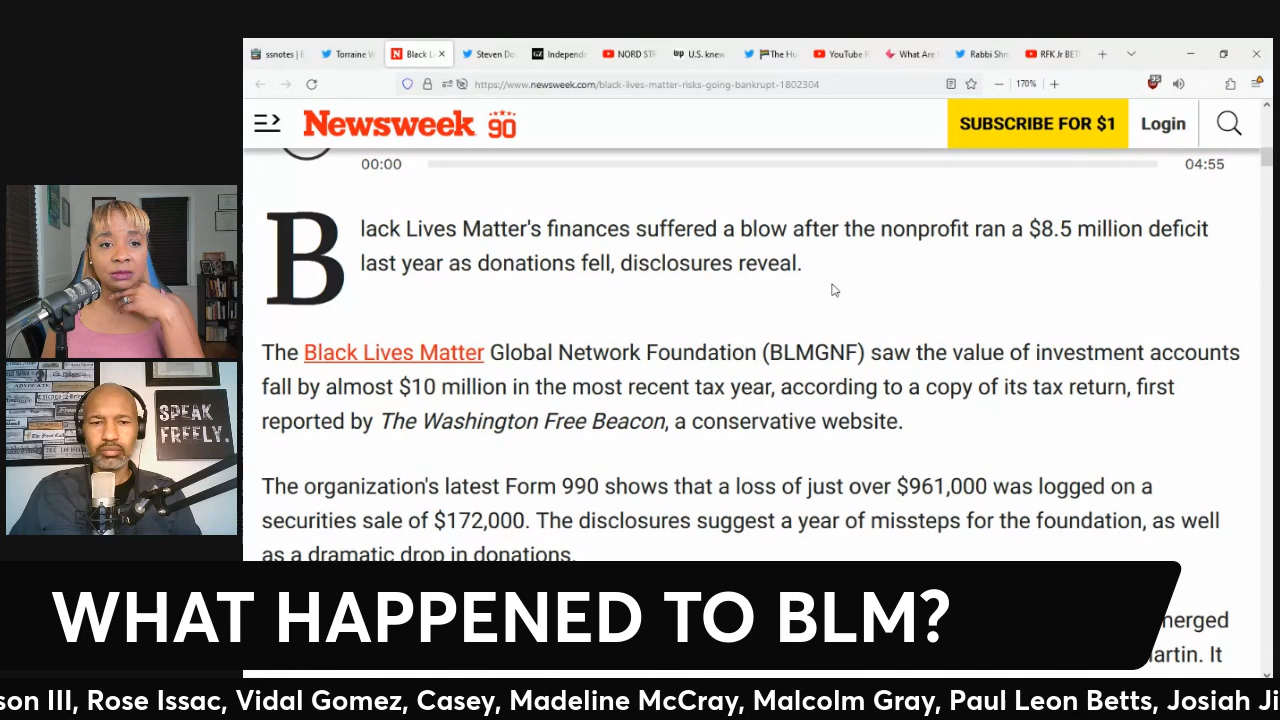 ssnotes | E
Torraine W
Black Li
Steven Do
Independ
NORD STR
U.S. knew
The Hu
YouTube B
What Are
Rabbi Shm
RFK Jr BET
https://www.newsweek.com/black-lives-matter-risks-going-bankrupt-1802304
170%
Newsweek 90
SUBSCRIBE FOR $1
Login
00:00
04:55
Black Lives Matter's finances suffered a blow after the nonprofit ran a $8.5 million deficit
last year as donations fell, disclosures reveal.
The Black Lives Matter Global Network Foundation (BLMGNF) saw the value of investment accounts
fall by almost $10 million in the most recent tax year, according to a copy of its tax return, first
reported by The Washington Free Beacon, a conservative website.
The organization's latest Form 990 shows that a loss of just over $961,000 was logged on a
securities sale of $172,000. The disclosures suggest a year of missteps for the foundation, as well
as a dramatic drop in donations.
merged
artin. It
ADVOCATE
SPEAK
FREELY.
WHAT HAPPENED TO BLM?
son III, Rose Issac, Vidal Gomez, Casey, Madeline McCray, Malcolm Gray, Paul Leon Betts, Josiah Ji